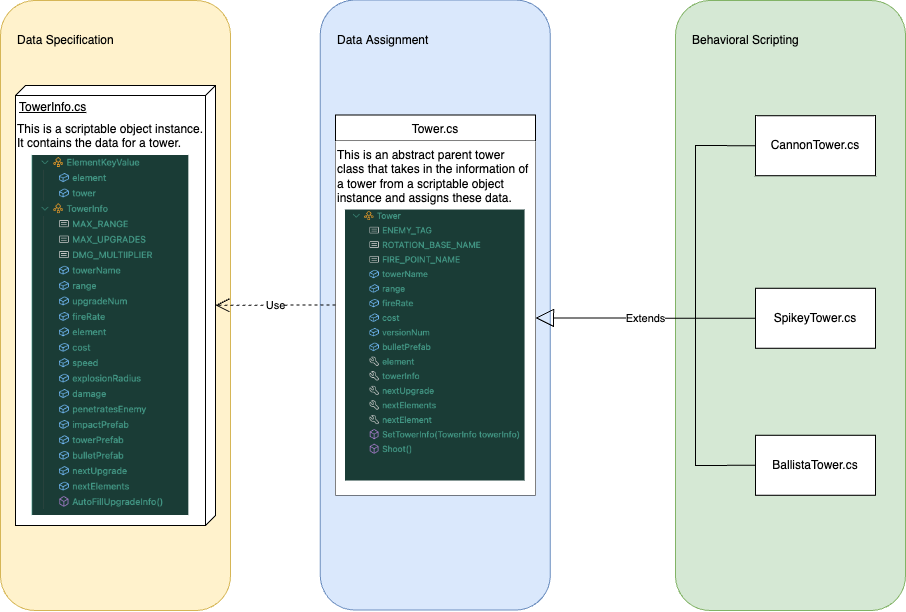 Data Specification
TowerInfo.cs
This is a scriptable object instance.
It contains the data for a tower.
ElementKeyValue
element
tower
TowerInfo
MAX_RANGE
MAX_UPGRADES
DMG_MULTIIPLIER
towerName
range
upgradeNum
fireRate
element
cost
speed
explosionRadius
damage
penetratesEnemy
impactPrefab
towerPrefab
bulletPrefab
nextUpgrade
nextElements
AutoFillUpgradeInfo()
Use
Data Assignment
Tower.cs
This is an abstract parent tower
class that takes in the information of
a tower from a scriptable object
instance and assigns these data.
Tower
ENEMY_TAG
ROTATION_BASE_NAME
FIRE_POINT_NAME
towerName
range
fireRate
cost
versionNum
bulletPrefab
element
towerInfo
nextUpgrade
nextElements
nextElement
SetTowerInfo(TowerInfo towerInfo)
Shoot()
Extends
Behavioral Scripting
CannonTower.cs
SpikeyTower.cs
BallistaTower.cs